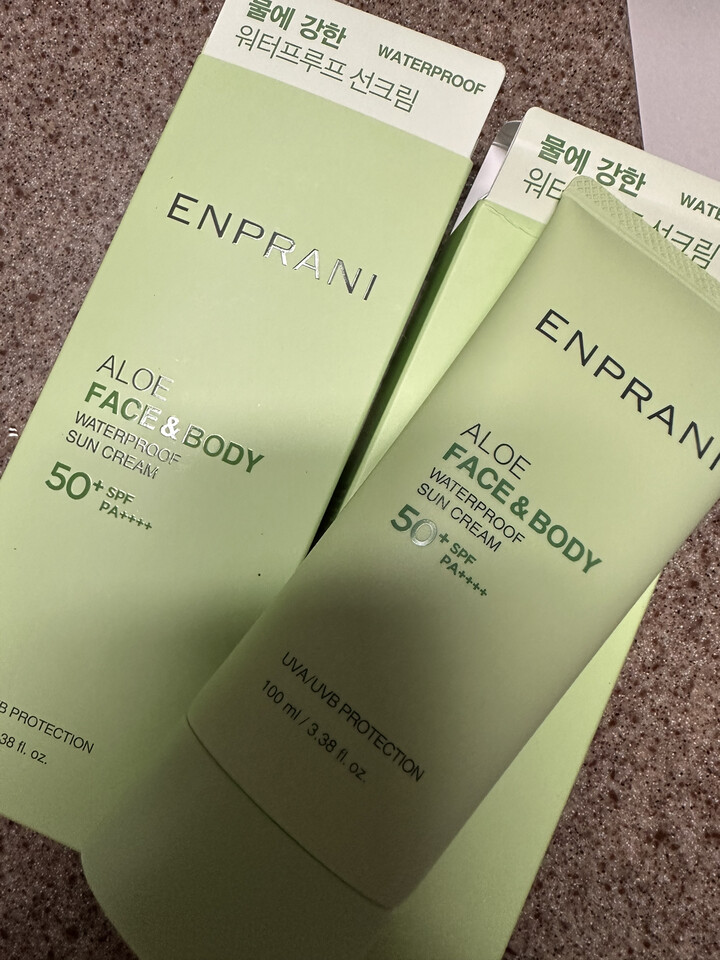 물에 강한
워터프루프 선크림
WATERPROOF
ENPRANI
ALOE
FACE & BODY
WATERPROOF
SUN CREAM
50+ SPF
PA++++
B PROTECTION
38 fl. oz.
물에 강한
ENPRANI
ALOE
FACE & BODY
WATERPROOF
SUN CREAM
50+ SPF
PA++++
UVA/UVB PROTECTION
100 ml / 3.38 fl. oz.